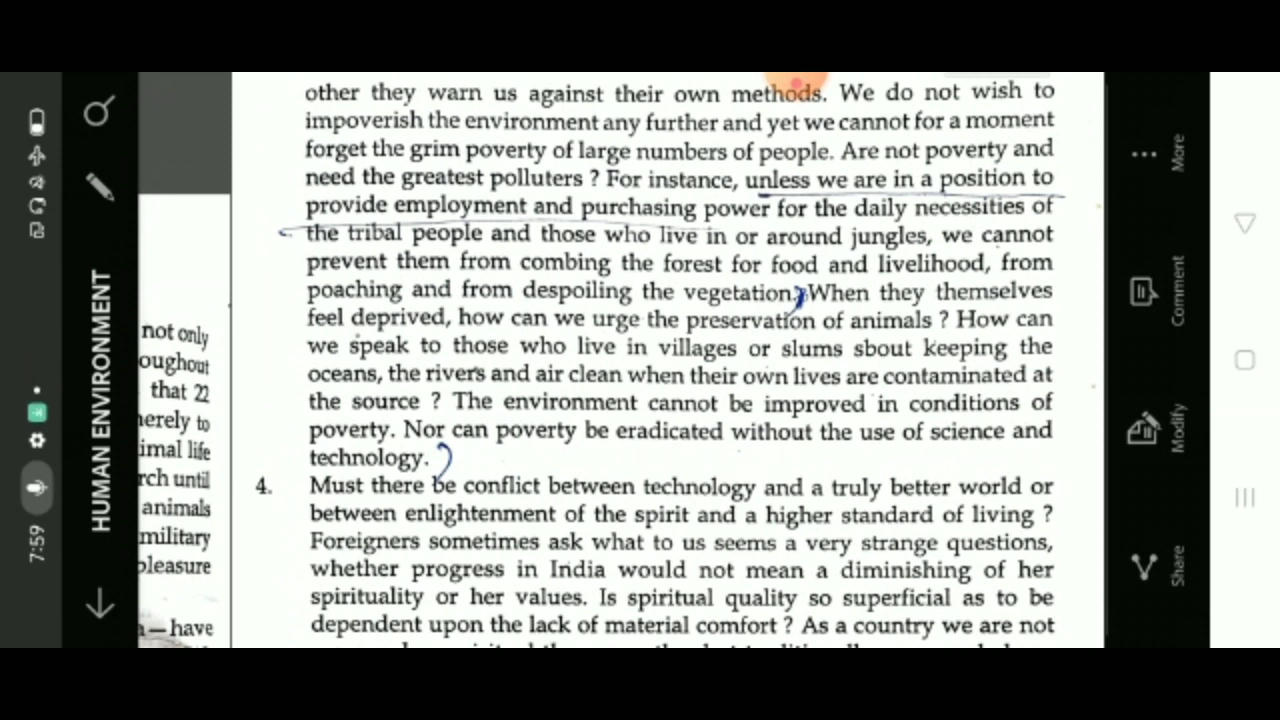 other they warn us against their own methods. We do not wish to
impoverish the environment any further and yet we cannot for a moment
forget the grim poverty of large numbers of people. Are not poverty and
need the greatest polluters ? For instance, unless we are in a position to
provide employment and purchasing power for the daily necessities of
the tribal people and those who live in or around jungles, we cannot
prevent them from combing the forest for food and livelihood, from
poaching and from despoiling the vegetation. When they themselves
feel deprived, how can we urge the preservation of animals ? How can
we speak to those who live in villages or slums sbout keeping the
oceans, the rivers and air clean when their own lives are contaminated at
the source ? The environment cannot be improved in conditions of
poverty. Nor can poverty be eradicated without the use of science and
technology.
4. Must there be conflict between technology and a truly better world or
between enlightenment of the spirit and a higher standard of living ?
Foreigners sometimes ask what to us seems a very strange questions,
whether progress in India would not mean a diminishing of her
spirituality or her values. Is spiritual quality so superficial as to be
dependent upon the lack of material comfort ? As a country we are not
not only
oughout
that 22
erely to
imal life
rch until
animals
military
pleasure
— have
HUMAN ENVIRONMENT
7:59
More
Comment
Modify
Share